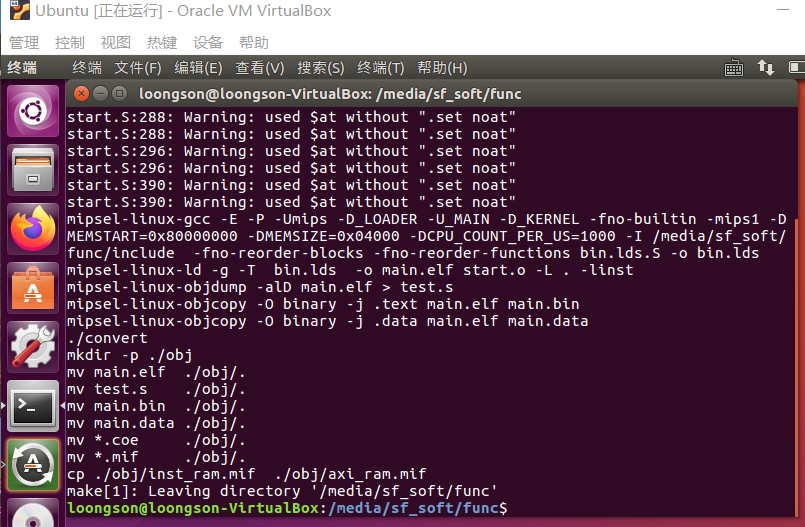 Ubuntu [正在运行] - Oracle VM VirtualBox
管理 控制 视图 热键 设备 帮助
终端 终端 文件(F) 编辑(E) 查看(V) 搜索(S) 终端(T) 帮助(H)
loongson@loongson-VirtualBox: /media/sf_soft/func
start.S:288: Warning: used $at without ".set noat"
start.S:288: Warning: used $at without ".set noat"
start.S:296: Warning: used $at without ".set noat"
start.S:296: Warning: used $at without ".set noat"
start.S:390: Warning: used $at without ".set noat"
start.S:390: Warning: used $at without ".set noat"
mipsel-linux-gcc -E -P -Umips -D_LOADER -U_MAIN -D_KERNEL -fno-builtin -mips1 -D
MEMSTART=0x80000000 -DMEMSIZE=0x04000 -DCPU_COUNT_PER_US=1000 -I /media/sf_soft/
func/include  -fno-reorder-blocks -fno-reorder-functions bin.lds.S -o bin.lds
mipsel-linux-ld -g -T  bin.lds  -o main.elf start.o -L . -linst
mipsel-linux-objdump -alD main.elf > test.s
mipsel-linux-objcopy -O binary -j .text main.elf main.bin
mipsel-linux-objcopy -O binary -j .data main.elf main.data
./convert
mkdir -p ./obj
mv main.elf  ./obj/.
mv test.s    ./obj/.
mv main.bin  ./obj/.
mv main.data ./obj/.
mv *.coe     ./obj/.
mv *.mif     ./obj/.
cp ./obj/inst_ram.mif  ./obj/axi_ram.mif
make[1]: Leaving directory '/media/sf_soft/func'
loongson@loongson-VirtualBox:/media/sf_soft/func$